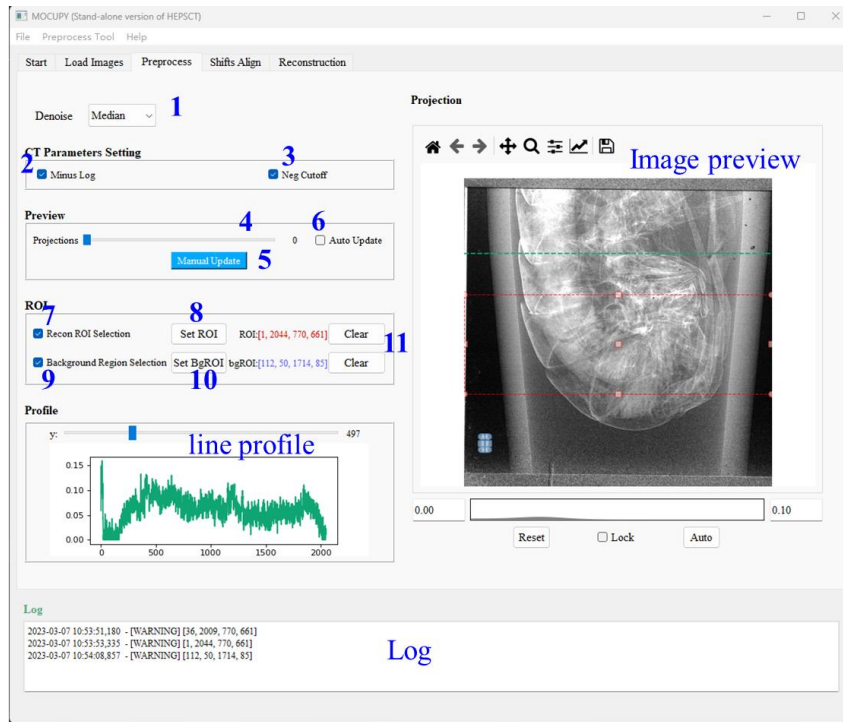 MOCUPY (Stand-alone version of HEPSCT)
File Preprocess Tool Help
Start Load Images Preprocess Shifts Align Reconstruction
Denoise Median 1
CT Parameters Setting
2 Minus Log 3 Neg Cutoff
Preview
4 6
Projections 0 Auto Update
Manual Update 5
ROI
7 8
Recon ROI Selection Set ROI ROI:[1, 2044, 770, 661] Clear
11
Background Region Selection Set BgROI bgROI:[112, 50, 1714, 85] Clear
9 10
Profile
y: 497
line profile
0.15
0.10
0.05
0.00
0 500 1000 1500 2000
Projection
Image preview
0.00 0.10
Reset Lock Auto
Log
2023-03-07 10:53:51,180 - [WARNING] [36, 2009, 770, 661]
2023-03-07 10:53:53,335 - [WARNING] [1, 2044, 770, 661]
2023-03-07 10:54:08,857 - [WARNING] [112, 50, 1714, 85]
Log